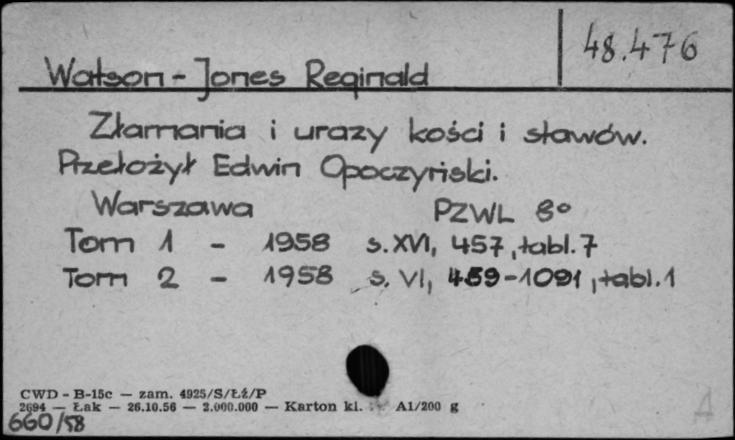 48.476
Watson-Jones Reginald
Złamania i urazy kości i stawów.
Przełożył Edwin Opoczyński.
Warszawa PZWL 8°
Tom 1 - 1958 s. XVI, 457, tabl. 7
Tom 2 - 1958 s. VI, 459-1091, tabl. 1
CWD - B-15c — zam. 4925/S/Łź/P
2694 — Łak — 26.10.56 — 2.000.000 — Karton kl. A1/200 g
660/58